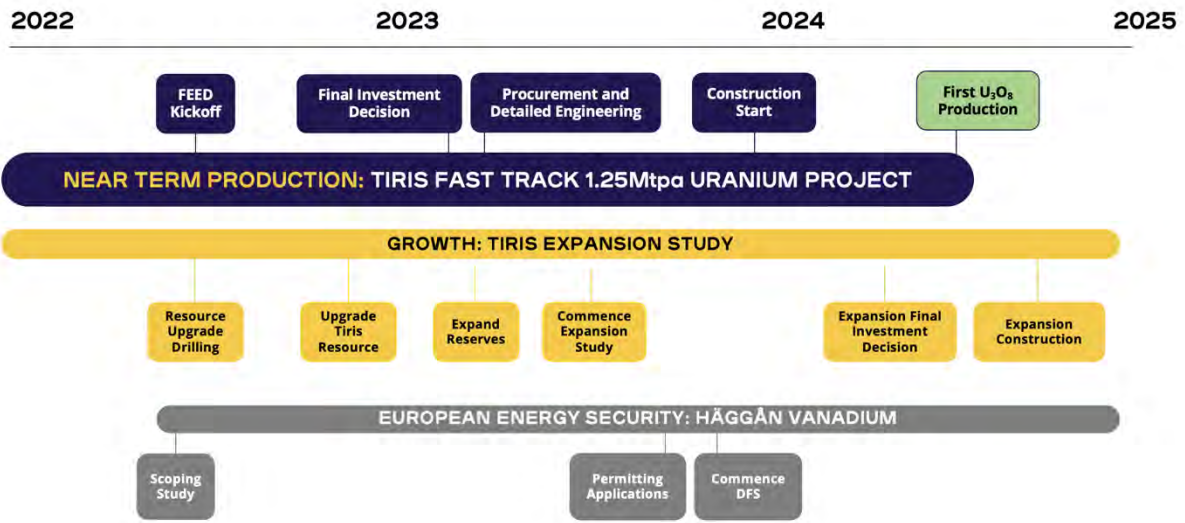 2022
2023
2024
2025
FEED
Kickoff
Final Investment
Decision
Procurement and
Detailed Engineering
Construction
Start
First U₃O₈
Production
NEAR TERM PRODUCTION: TIRIS FAST TRACK 1.25Mtpa URANIUM PROJECT
GROWTH: TIRIS EXPANSION STUDY
Resource
Upgrade
Drilling
Upgrade
Tiris
Resource
Expand
Reserves
Commence
Expansion
Study
Expansion Final
Investment
Decision
Expansion
Construction
EUROPEAN ENERGY SECURITY: HÄGGÅN VANADIUM
Scoping
Study
Permitting
Applications
Commence
DFS